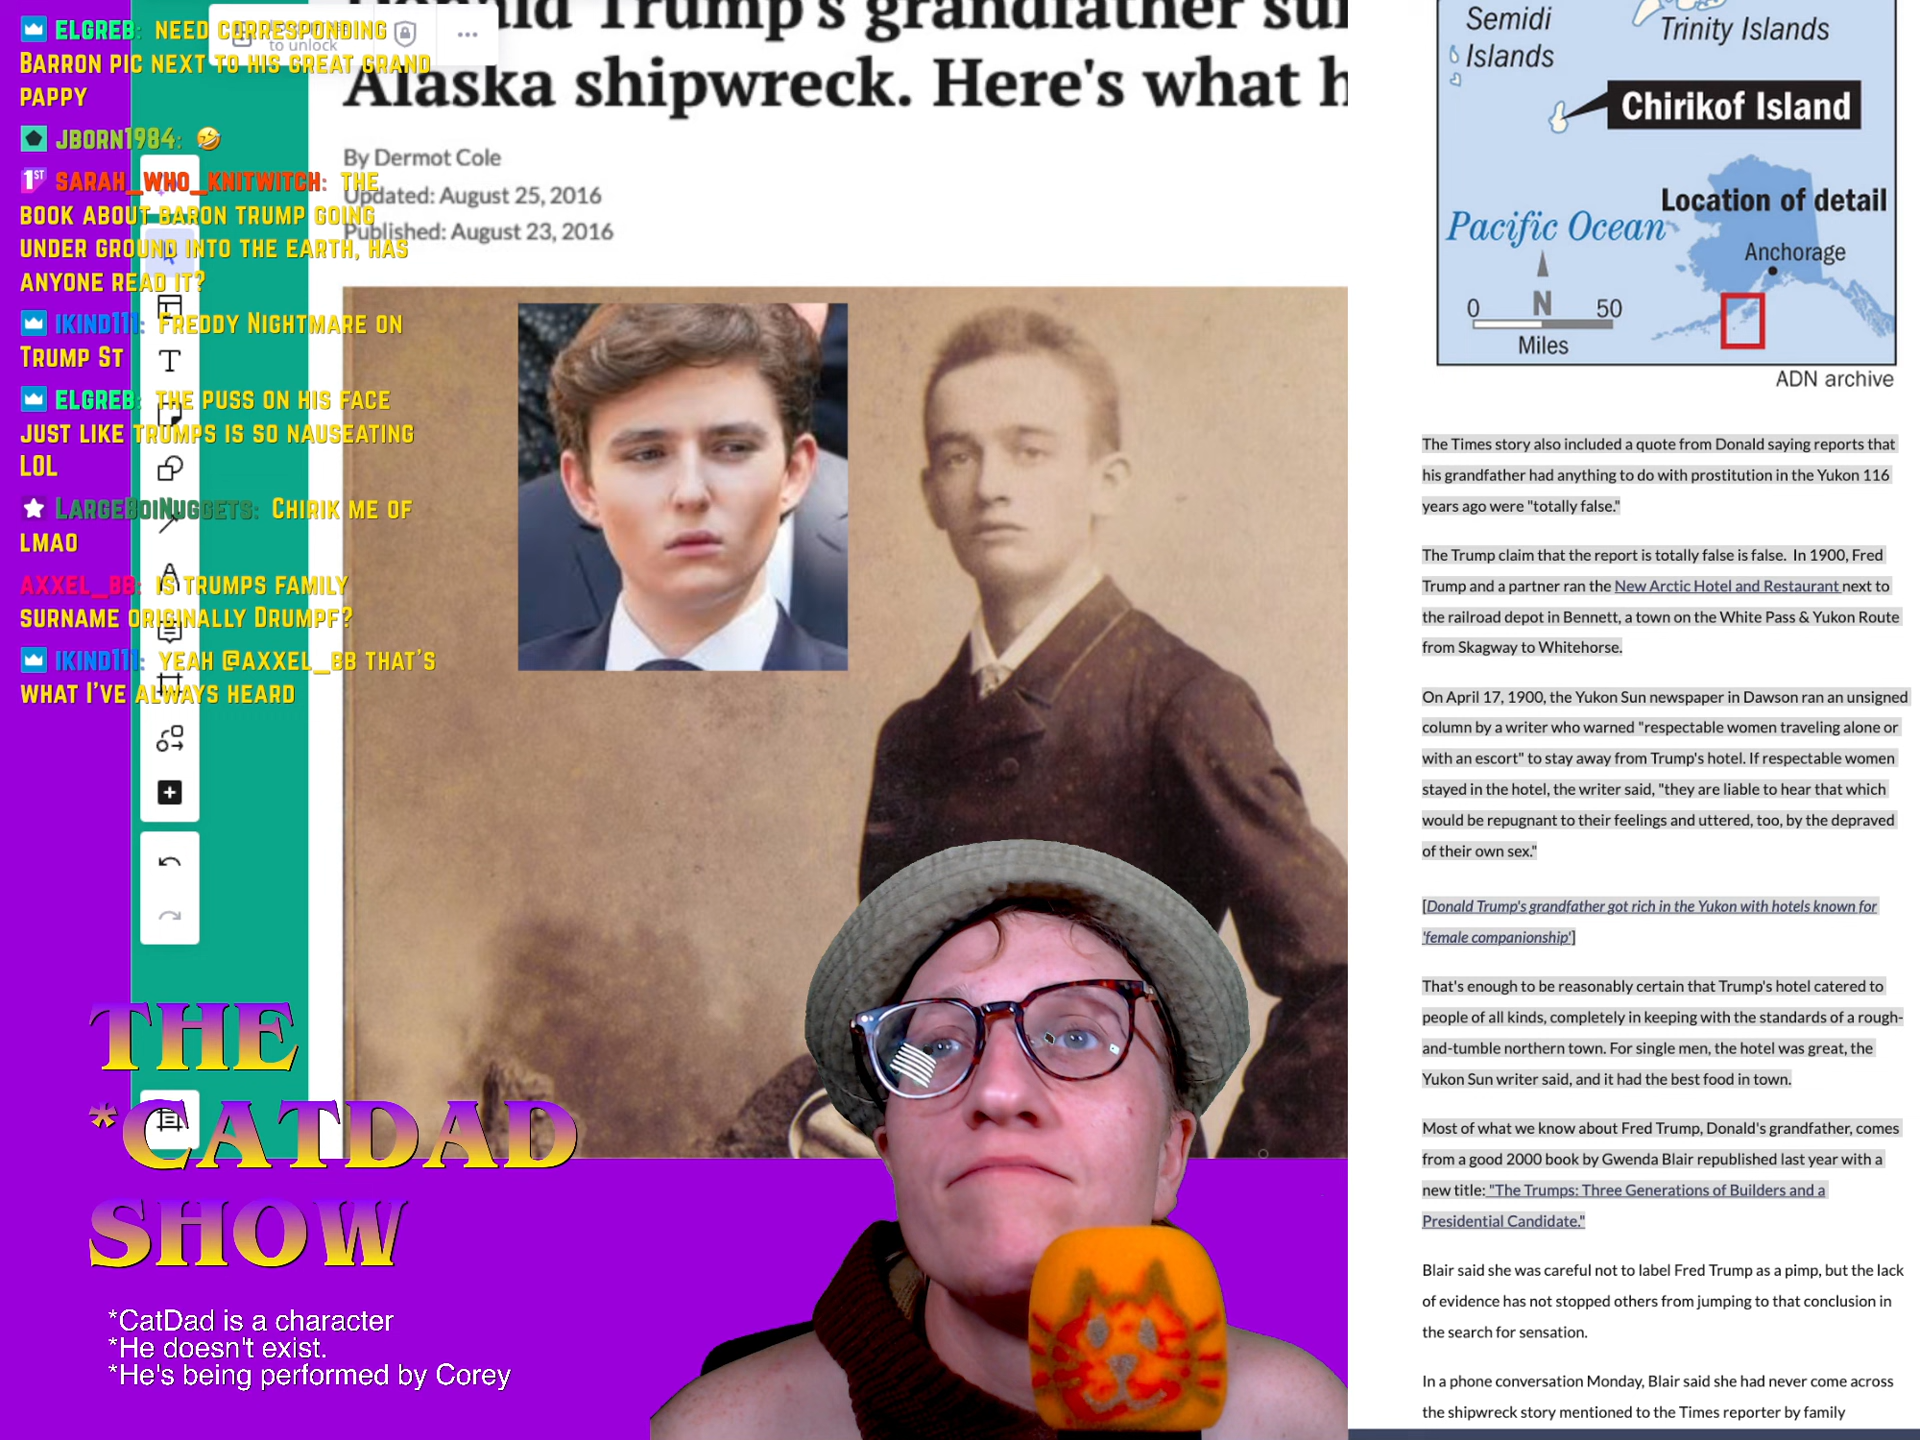 ELGREB: NEED CORRESPONDING
BARRON PIC NEXT TO HIS GREAT GRAND
PAPPY
JBORN1984: 🤣
1ST SARAH_WHO_KNITWITCH: THE
BOOK ABOUT BARON TRUMP GOING
UNDER GROUND INTO THE EARTH, HAS
ANYONE READ IT?
IKIND111: FREDDY NIGHTMARE ON
TRUMP ST
ELGREB: THE PUSS ON HIS FACE
JUST LIKE TRUMPS IS SO NAUSEATING
LOL
LARGEBOINUGGETS: CHIRIK ME OF
LMAO
AXXEL_BB: IS TRUMPS FAMILY
SURNAME ORIGINALLY DRUMPF?
IKIND111: YEAH @AXXEL_BB THAT'S
WHAT I'VE ALWAYS HEARD
to unlock
Donald Trump's grandfather sur
Alaska shipwreck. Here's what h
By Dermot Cole
Updated: August 25, 2016
Published: August 23, 2016
THE
*CATDAD
SHOW
*CatDad is a character
*He doesn't exist.
*He's being performed by Corey
Semidi
Islands
Trinity Islands
Chirikof Island
Location of detail
Pacific Ocean
Anchorage
0 N 50
Miles
ADN archive
The Times story also included a quote from Donald saying reports that
his grandfather had anything to do with prostitution in the Yukon 116
years ago were "totally false."
The Trump claim that the report is totally false is false. In 1900, Fred
Trump and a partner ran the New Arctic Hotel and Restaurant next to
the railroad depot in Bennett, a town on the White Pass & Yukon Route
from Skagway to Whitehorse.
On April 17, 1900, the Yukon Sun newspaper in Dawson ran an unsigned
column by a writer who warned "respectable women traveling alone or
with an escort" to stay away from Trump's hotel. If respectable women
stayed in the hotel, the writer said, "they are liable to hear that which
would be repugnant to their feelings and uttered, too, by the depraved
of their own sex."
[Donald Trump's grandfather got rich in the Yukon with hotels known for
'female companionship']
That's enough to be reasonably certain that Trump's hotel catered to
people of all kinds, completely in keeping with the standards of a rough-
and-tumble northern town. For single men, the hotel was great, the
Yukon Sun writer said, and it had the best food in town.
Most of what we know about Fred Trump, Donald's grandfather, comes
from a good 2000 book by Gwenda Blair republished last year with a
new title: "The Trumps: Three Generations of Builders and a
Presidential Candidate."
Blair said she was careful not to label Fred Trump as a pimp, but the lack
of evidence has not stopped others from jumping to that conclusion in
the search for sensation.
In a phone conversation Monday, Blair said she had never come across
the shipwreck story mentioned to the Times reporter by family